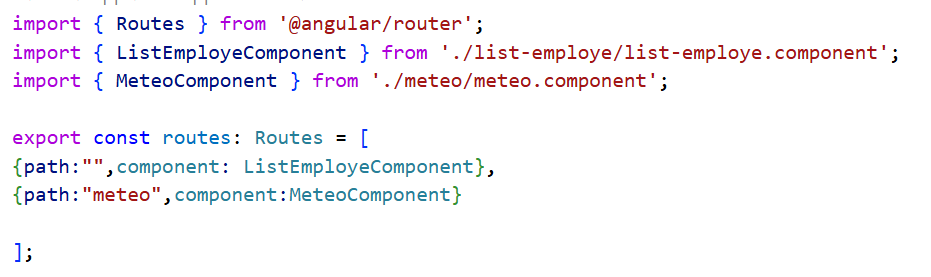 import { Routes } from '@angular/router';
import { ListEmployeComponent } from './list-employe/list-employe.component';
import { MeteoComponent } from './meteo/meteo.component';
export const routes: Routes = [
{path:"",component: ListEmployeComponent},
{path:"meteo",component:MeteoComponent}
];